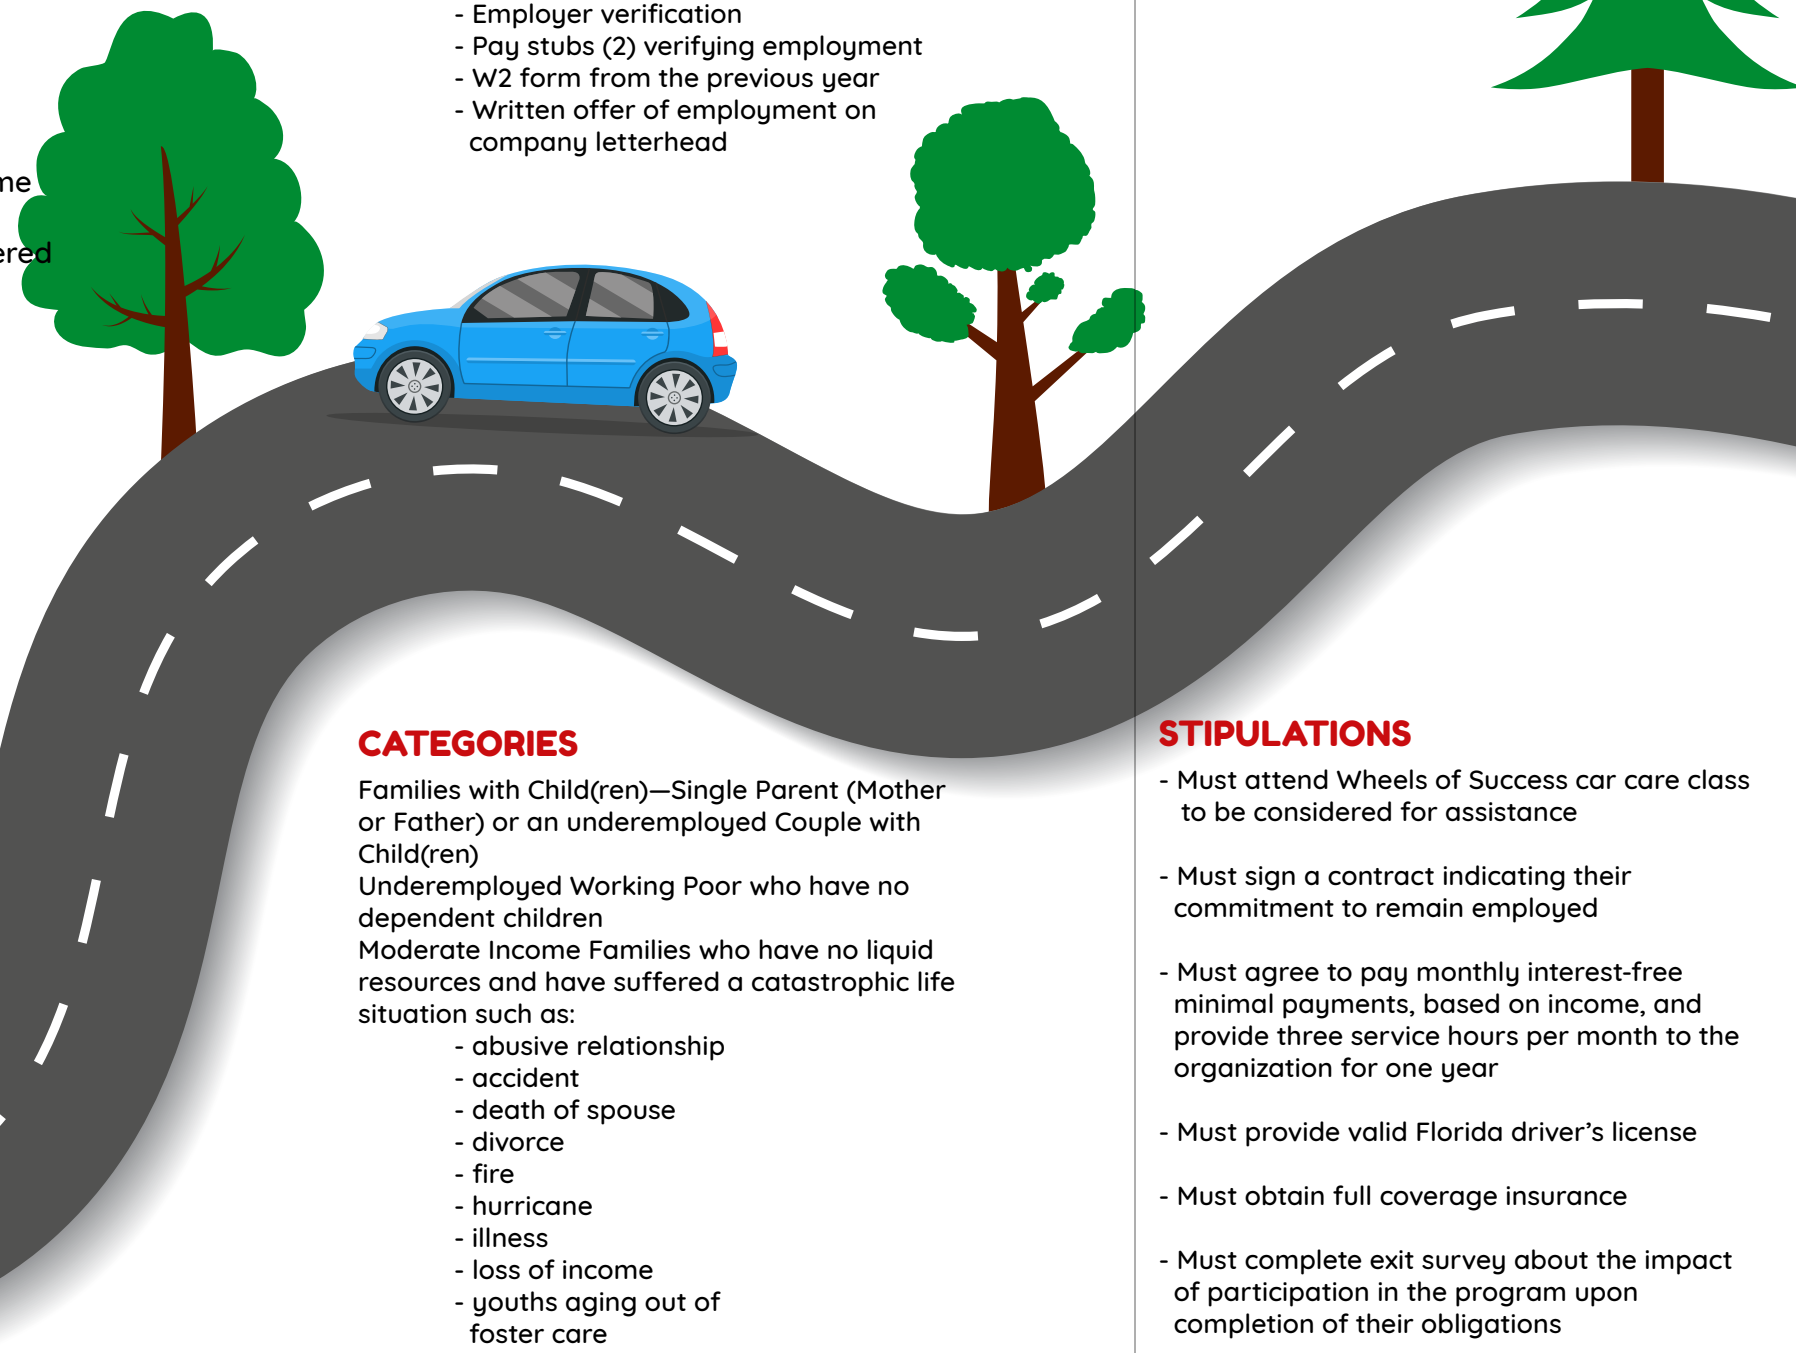 - Employer verification
- Pay stubs (2) verifying employment
- W2 form from the previous year
- Written offer of employment on
company letterhead
CATEGORIES
Families with Child(ren)—Single Parent (Mother
or Father) or an underemployed Couple with
Child(ren)
Underemployed Working Poor who have no
dependent children
Moderate Income Families who have no liquid
resources and have suffered a catastrophic life
situation such as:
- abusive relationship
- accident
- death of spouse
- divorce
- fire
- hurricane
- illness
- loss of income
- youths aging out of
foster care
STIPULATIONS
- Must attend Wheels of Success car care class
to be considered for assistance
- Must sign a contract indicating their
commitment to remain employed
- Must agree to pay monthly interest-free
minimal payments, based on income, and
provide three service hours per month to the
organization for one year
- Must provide valid Florida driver’s license
- Must obtain full coverage insurance
- Must complete exit survey about the impact
of participation in the program upon
completion of their obligations